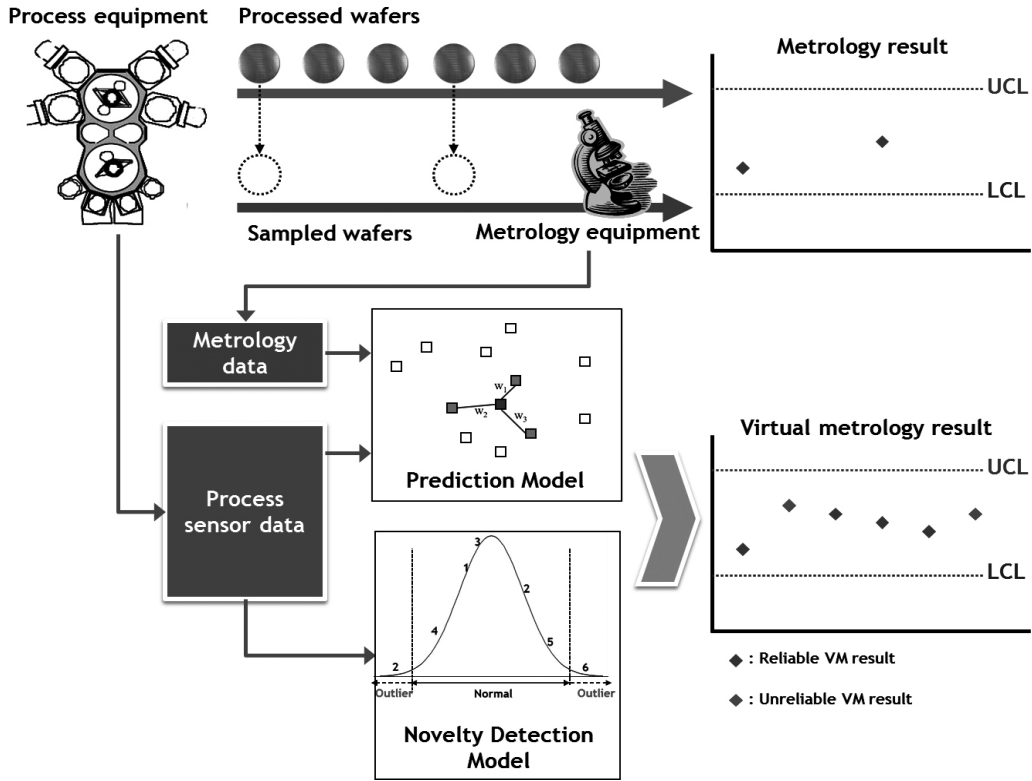 Process equipment
Processed wafers
Metrology result
UCL
LCL
Sampled wafers
Metrology equipment
Metrology
data
w1
w2
w3
Prediction Model
Process
sensor data
Virtual metrology result
UCL
LCL
3
1
2
4
5
2
6
Outlier
Normal
Outlier
Novelty Detection
Model
: Reliable VM result
: Unreliable VM result